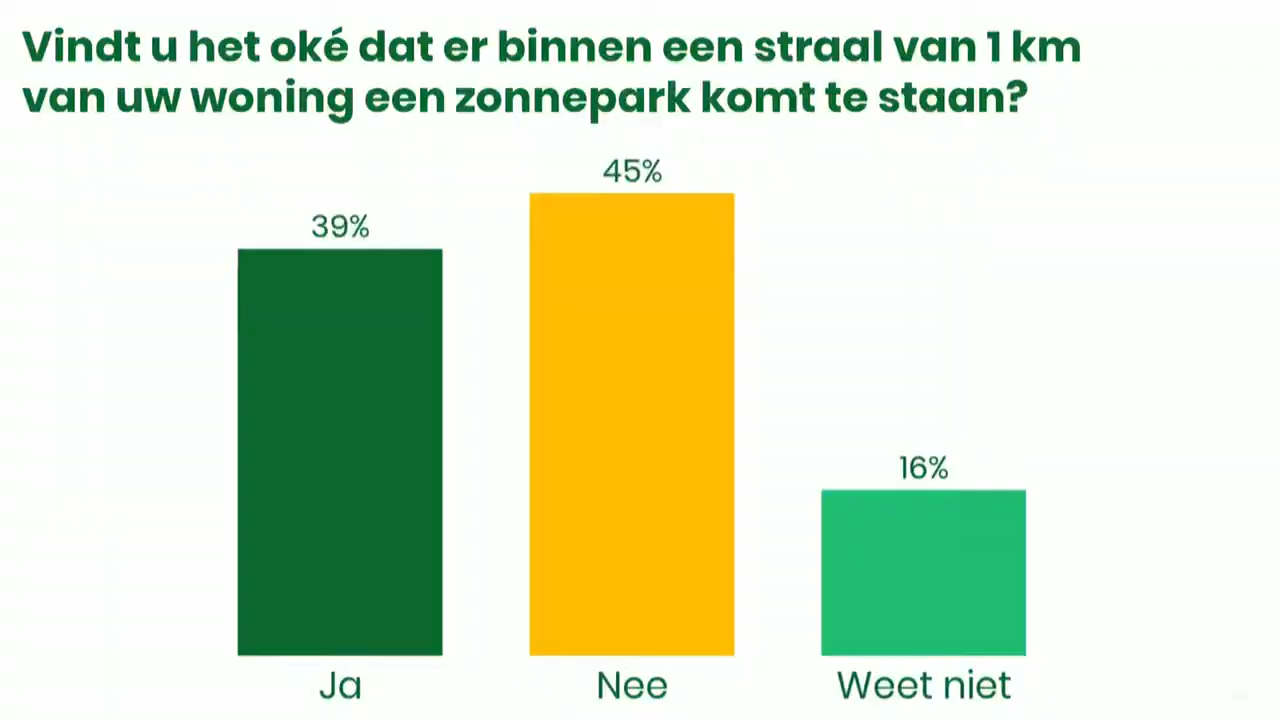 Vindt u het oké dat er binnen een straal van 1 km
van uw woning een zonnepark komt te staan?
45%
39%
16%
Ja
Nee
Weet niet